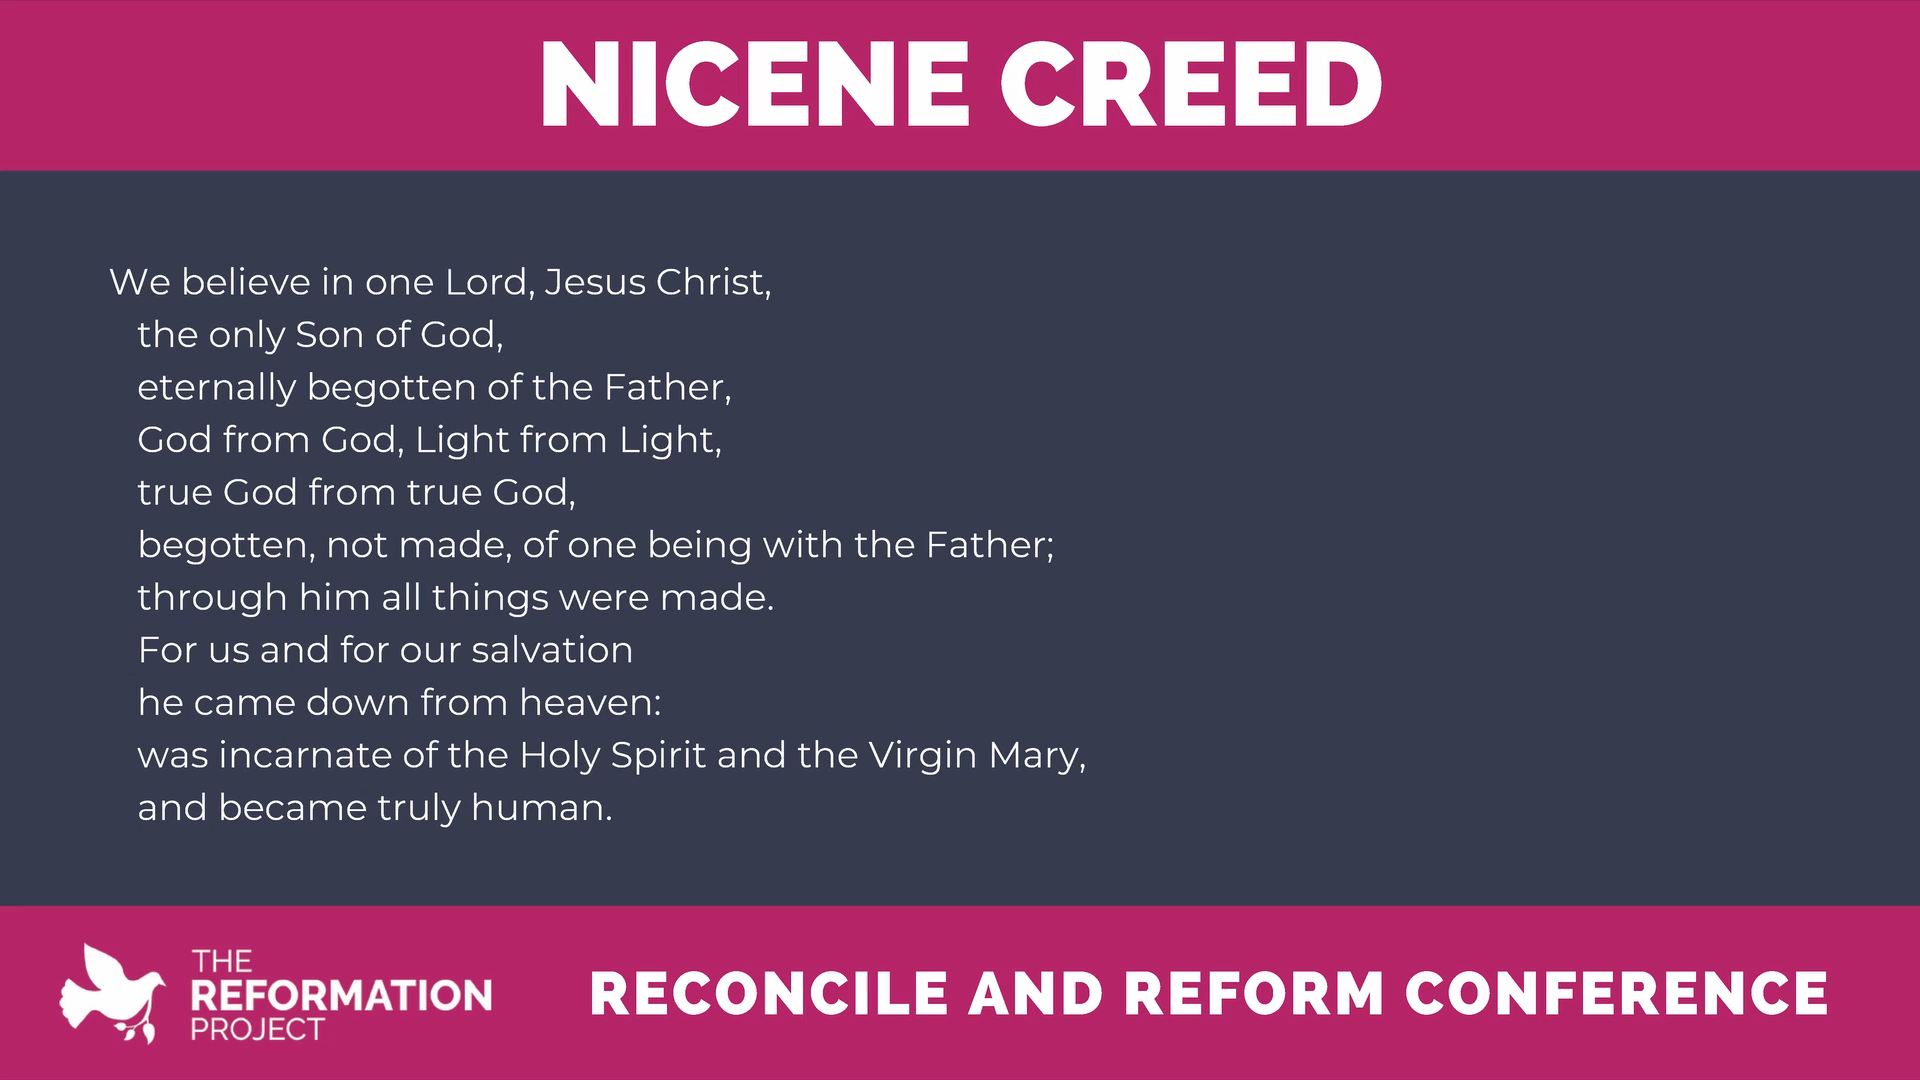 NICENE CREED
We believe in one Lord, Jesus Christ,
the only Son of God,
eternally begotten of the Father,
God from God, Light from Light,
true God from true God,
begotten, not made, of one being with the Father;
through him all things were made.
For us and for our salvation
he came down from heaven:
was incarnate of the Holy Spirit and the Virgin Mary,
and became truly human.
THE
REFORMATION
PROJECT
RECONCILE AND REFORM CONFERENCE